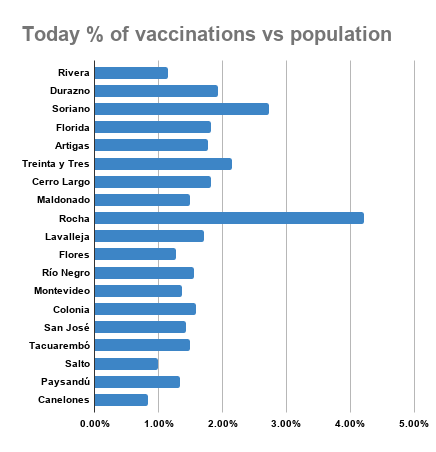 Today % of vaccinations vs population
Rivera
Durazno
Soriano
Florida
Artigas
Treinta y Tres
Cerro Largo
Maldonado
Rocha
Lavalleja
Flores
Río Negro
Montevideo
Colonia
San José
Tacuarembó
Salto
Paysandú
Canelones
0.00% 1.00% 2.00% 3.00% 4.00% 5.00%